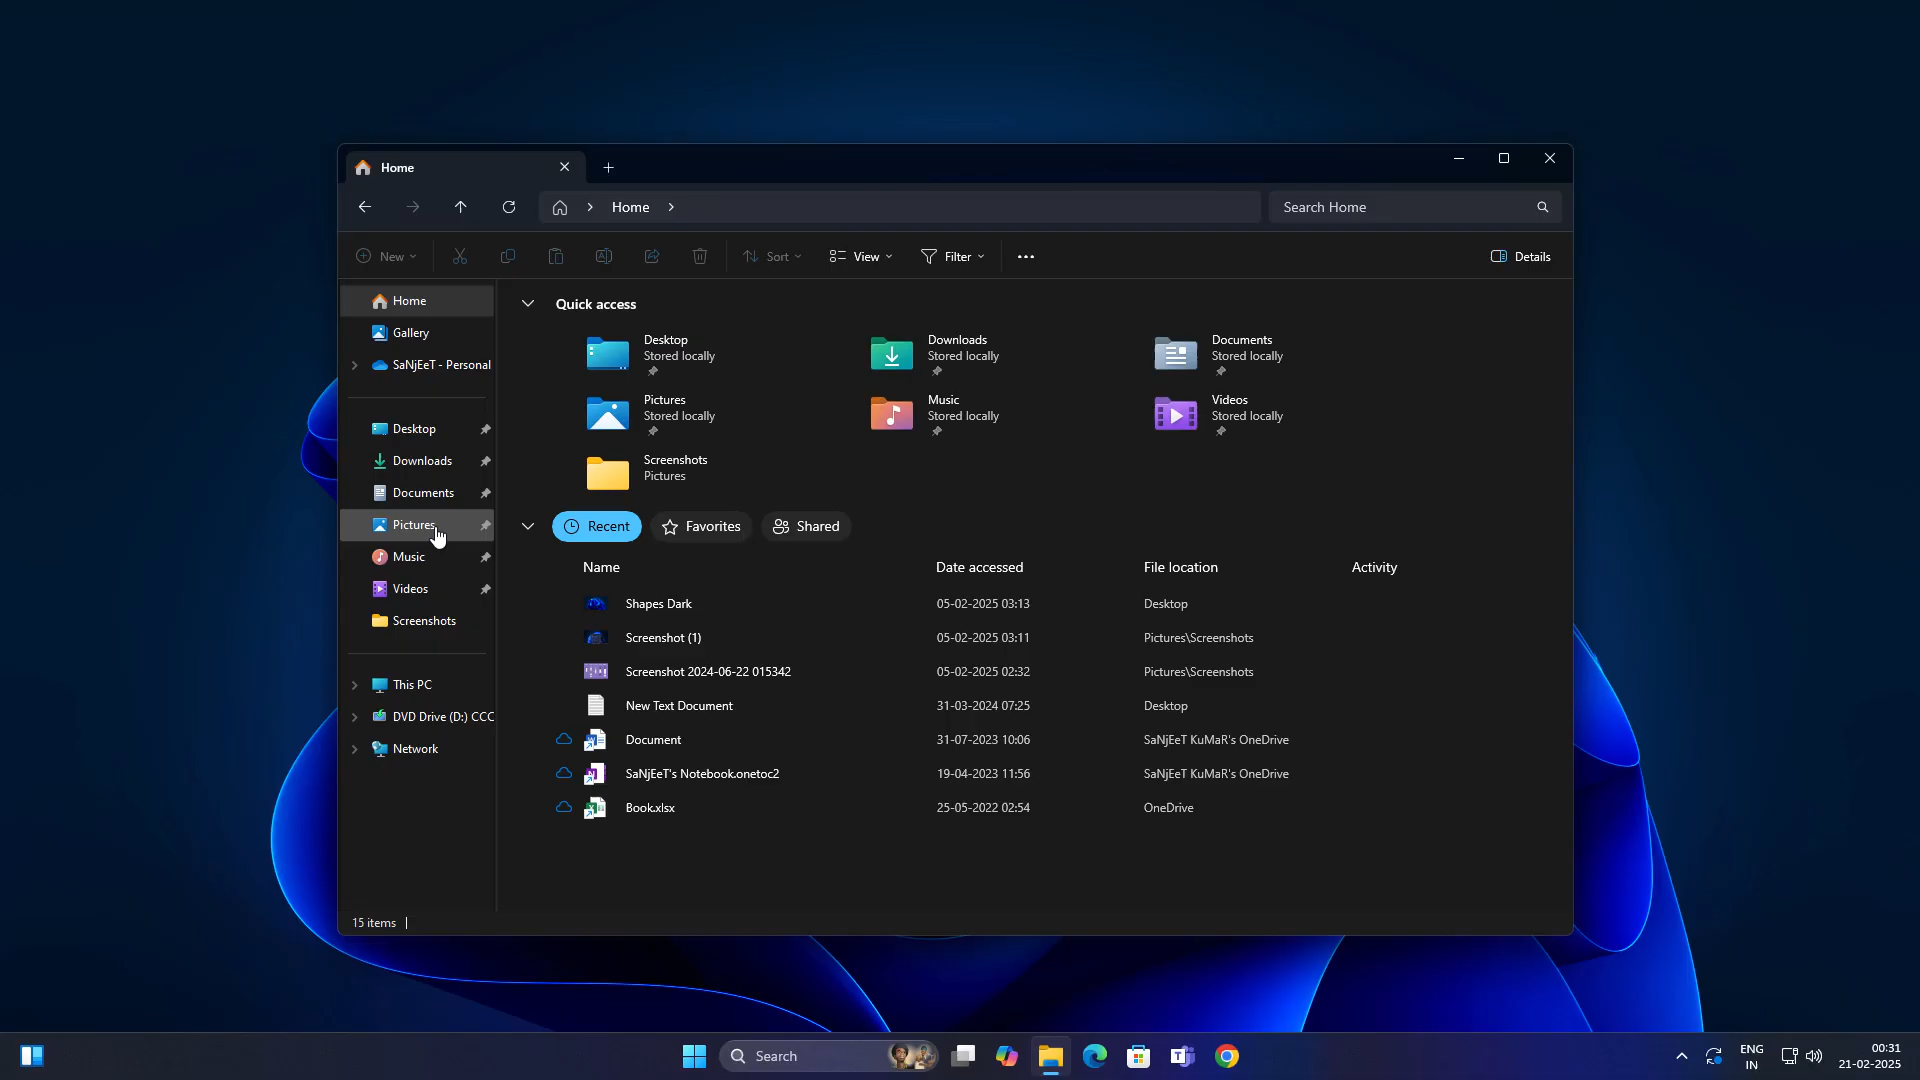 Home
Home
Search Home
New
Sort
View
Filter
Details
Home
Gallery
SaNjEeT - Personal
Desktop
Downloads
Documents
Pictures
Music
Videos
Screenshots
This PC
DVD Drive (D:) CCC
Network
Quick access
Desktop
Stored locally
Downloads
Stored locally
Documents
Stored locally
Pictures
Stored locally
Music
Stored locally
Videos
Stored locally
Screenshots
Pictures
Recent Favorites Shared
Name Date accessed File location Activity
Shapes Dark 05-02-2025 03:13 Desktop
Screenshot (1) 05-02-2025 03:11 Pictures\Screenshots
Screenshot 2024-06-22 015342 05-02-2025 02:32 Pictures\Screenshots
New Text Document 31-03-2024 07:25 Desktop
Document 31-07-2023 10:06 SaNjEeT KuMaR's OneDrive
SaNjEeT's Notebook.onetoc2 19-04-2023 11:56 SaNjEeT KuMaR's OneDrive
Book.xlsx 25-05-2022 02:54 OneDrive
15 items
Search
ENG
IN
00:31
21-02-2025